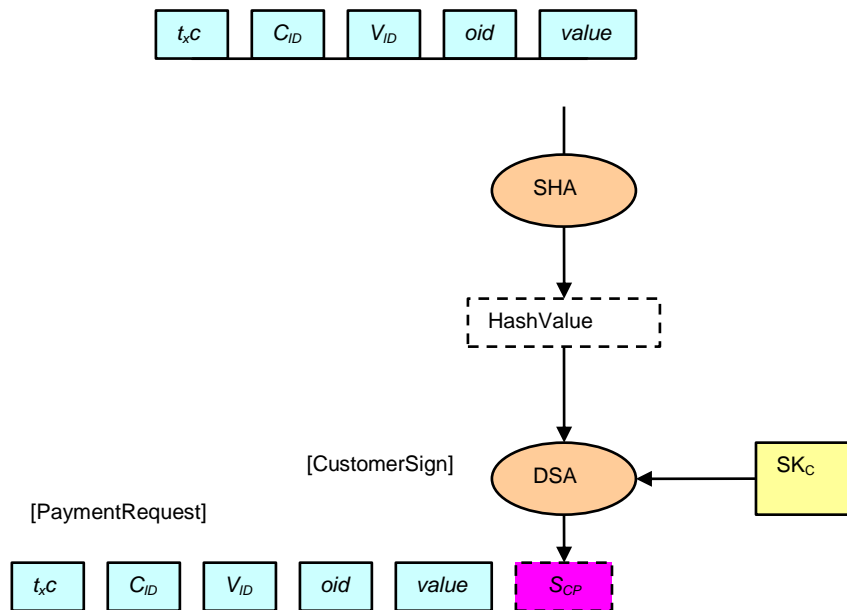 txc CID VID oid value
SHA
HashValue
[CustomerSign] DSA SKC
[PaymentRequest]
txc CID VID oid value SCP